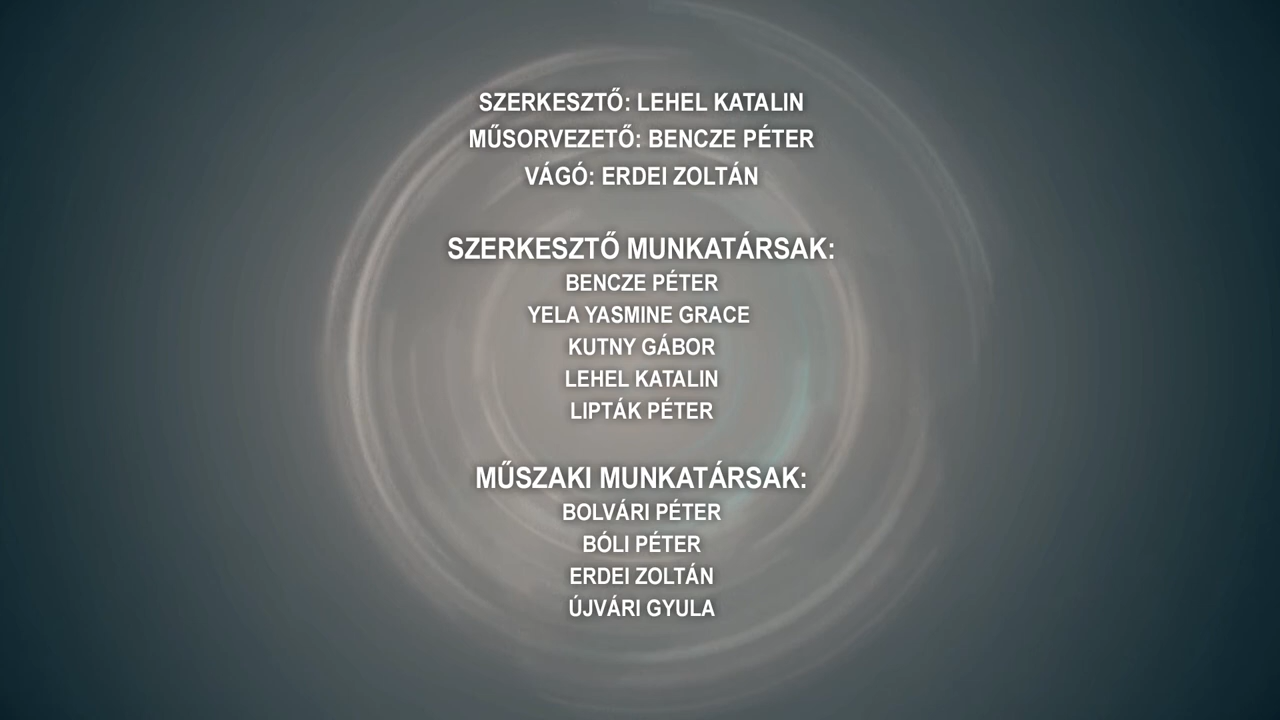 SZERKESZTŐ: LEHEL KATALIN
MŰSORVEZETŐ: BENCZE PÉTER
VÁGÓ: ERDEI ZOLTÁN
SZERKESZTŐ MUNKATÁRSAK:
BENCZE PÉTER
YELA YASMINE GRACE
KUTNY GÁBOR
LEHEL KATALIN
LIPTÁK PÉTER
MŰSZAKI MUNKATÁRSAK:
BOLVÁRI PÉTER
BÓLI PÉTER
ERDEI ZOLTÁN
ÚJVÁRI GYULA